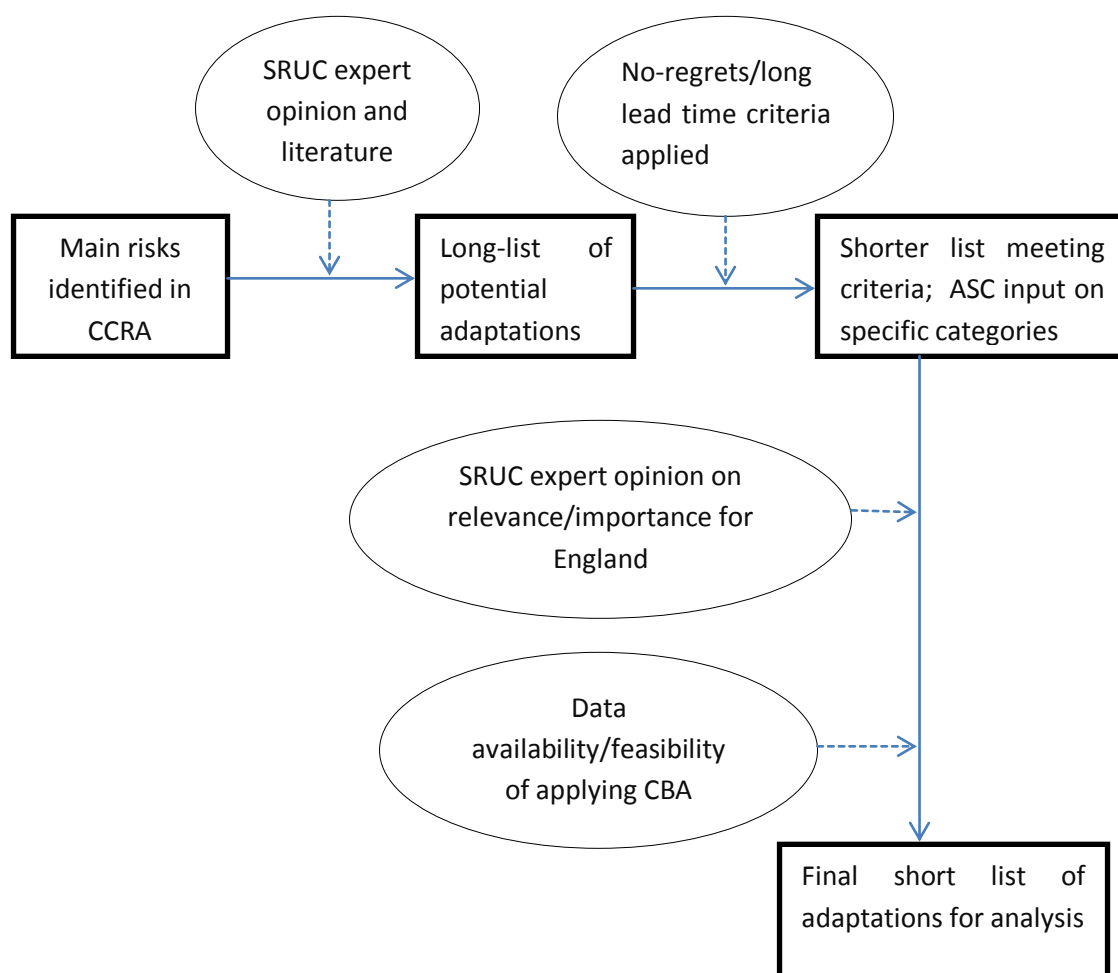 SRUC expert
opinion and
literature
No-regrets/long
lead time criteria
applied
Main risks
identified in
CCRA
Long-list of
potential
adaptations
Shorter list meeting
criteria; ASC input on
specific categories
SRUC expert opinion on
relevance/importance for
England
Data
availability/feasibility
of applying CBA
Final short list of
adaptations for analysis